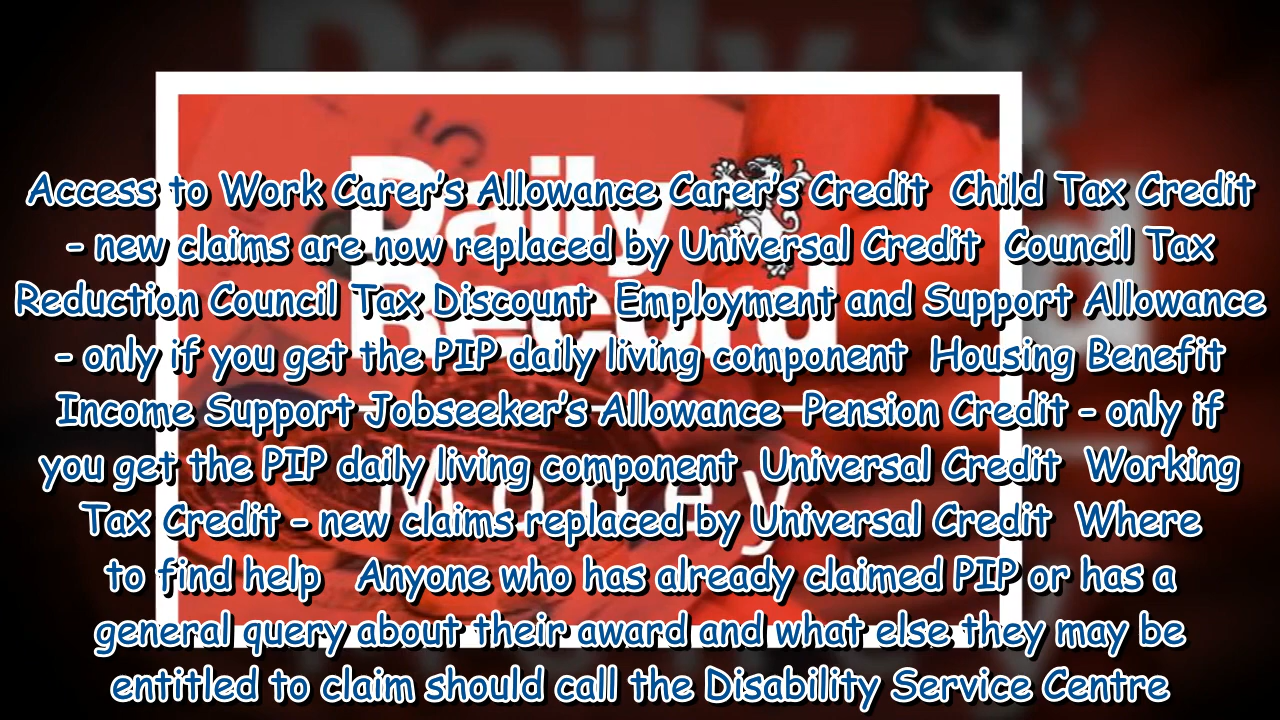 Daily
Access to Work Carer’s Allowance Carer’s Credit Child Tax Credit
- new claims are now replaced by Universal Credit Council Tax
Reduction Council Tax Discount Employment and Support Allowance
- only if you get the PIP daily living component Housing Benefit
Income Support Jobseeker’s Allowance Pension Credit - only if
you get the PIP daily living component Universal Credit Working
Tax Credit - new claims replaced by Universal Credit Where
to find help Anyone who has already claimed PIP or has a
general query about their award and what else they may be
entitled to claim should call the Disability Service Centre
5
Daily
Record
Money